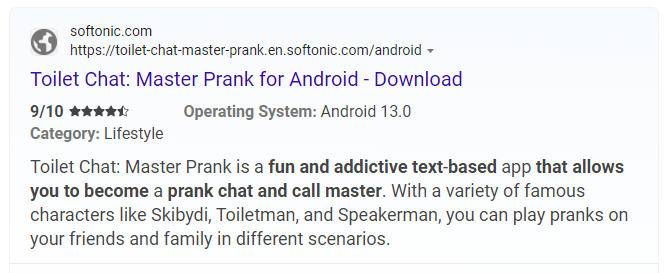 softonic.com
https://toilet-chat-master-prank.en.softonic.com/android
Toilet Chat: Master Prank for Android - Download
9/10 Operating System: Android 13.0
Category: Lifestyle
Toilet Chat: Master Prank is a fun and addictive text-based app that allows
you to become a prank chat and call master. With a variety of famous
characters like Skibydi, Toiletman, and Speakerman, you can play pranks on
your friends and family in different scenarios.